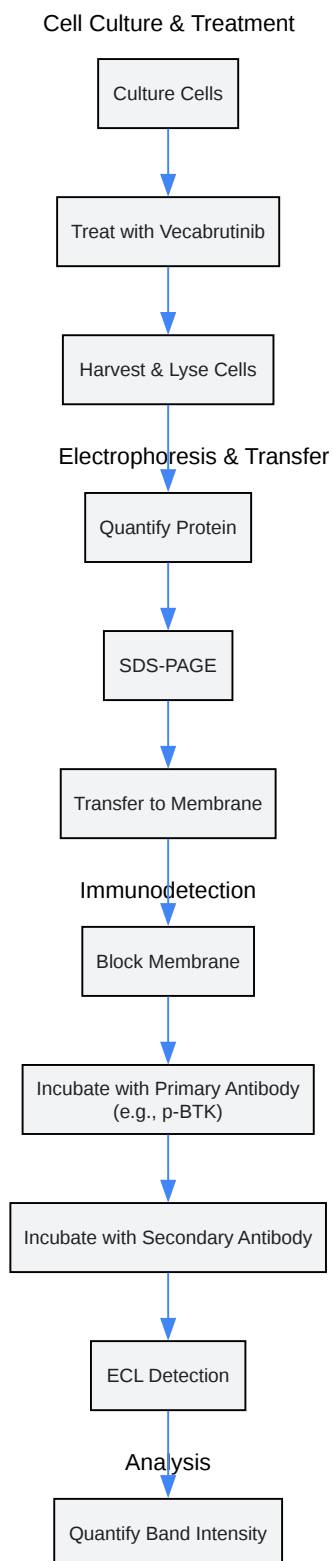 Cell Culture & Treatment
Culture Cells
Treat with Vecabrutinib
Harvest & Lyse Cells
Electrophoresis & Transfer
Quantify Protein
SDS-PAGE
Transfer to Membrane
Immunodetection
Block Membrane
Incubate with Primary Antibody
(e.g., p-BTK)
Incubate with Secondary Antibody
ECL Detection
Analysis
Quantify Band Intensity